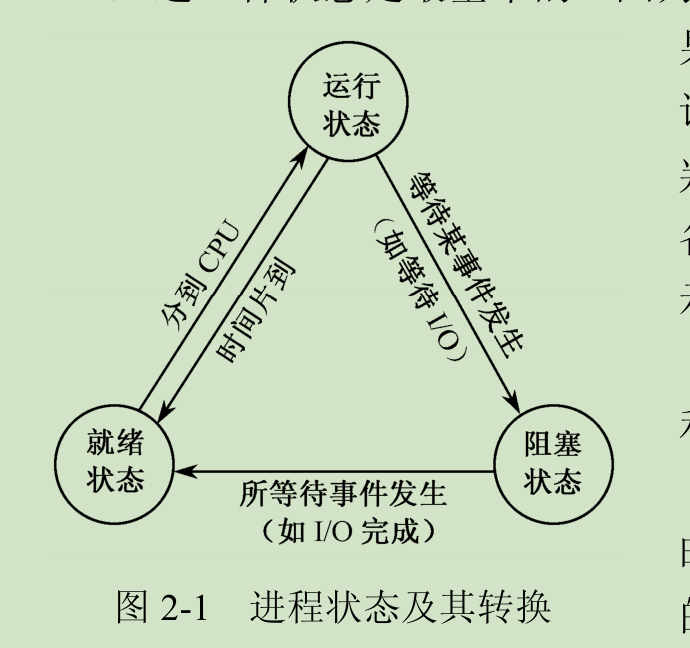 运行
状态
分到 CPU
时间片到
等待某事件发生
（如等待 I/O）
就绪
状态
阻塞
状态
所等待事件发生
（如 I/O 完成）
图 2-1 进程状态及其转换